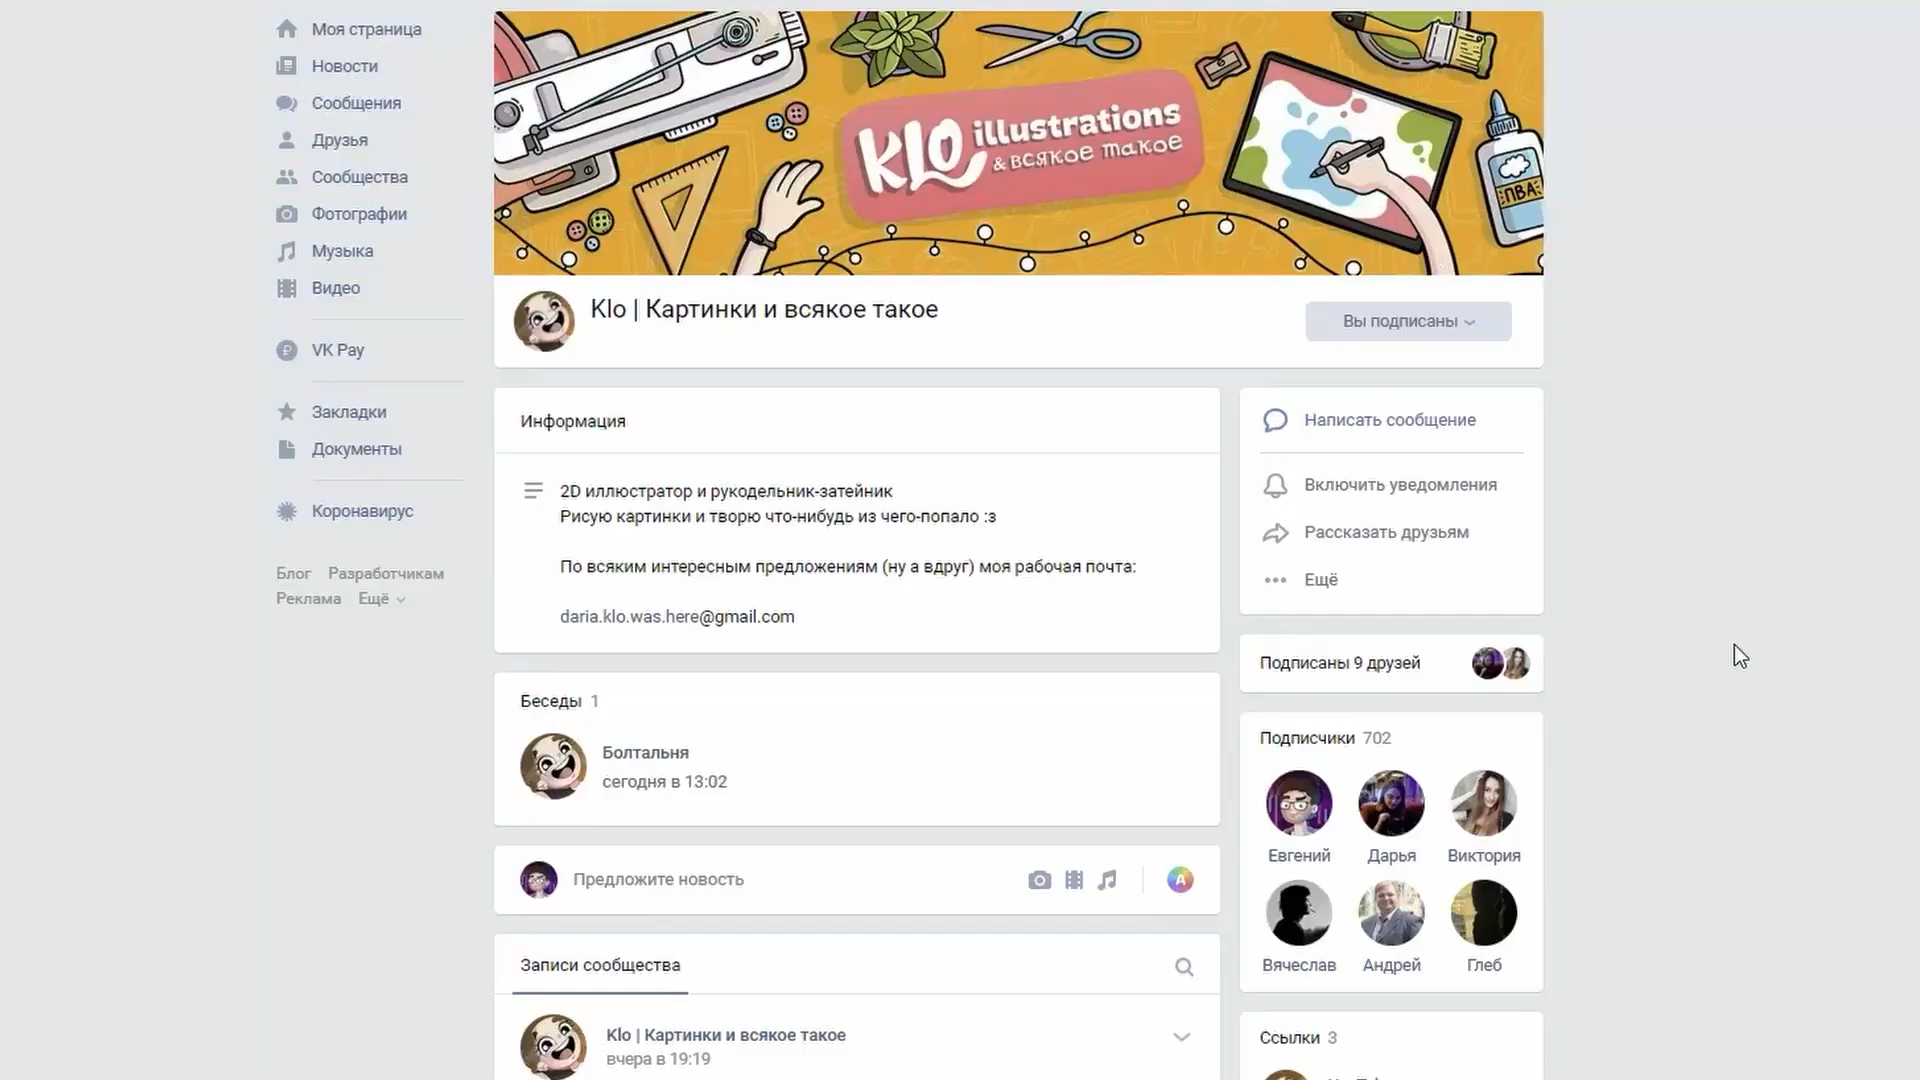 Моя страница
Новости
Сообщения
Друзья
Сообщества
Фотографии
Музыка
Видео
VK Pay
Закладки
Документы
Коронавирус
Блог Разработчикам
Реклама Ещё
KLO illustrations
& всякое такое
ПВА
Klo | Картинки и всякое такое
Вы подписаны
Информация
2D иллюстратор и рукодельник-затейник
Рисую картинки и творю что-нибудь из чего-попало :з
По всяким интересным предложениям (ну а вдруг) моя рабочая почта:
daria.klo.was.here@gmail.com
Беседы 1
Болтальня
сегодня в 13:02
Предложите новость
A
Записи сообщества
Klo | Картинки и всякое такое
вчера в 19:19
Написать сообщение
Включить уведомления
Рассказать друзьям
Ещё
Подписаны 9 друзей
Подписчики 702
Евгений Дарья Виктория
Вячеслав Андрей Глеб
Ссылки 3